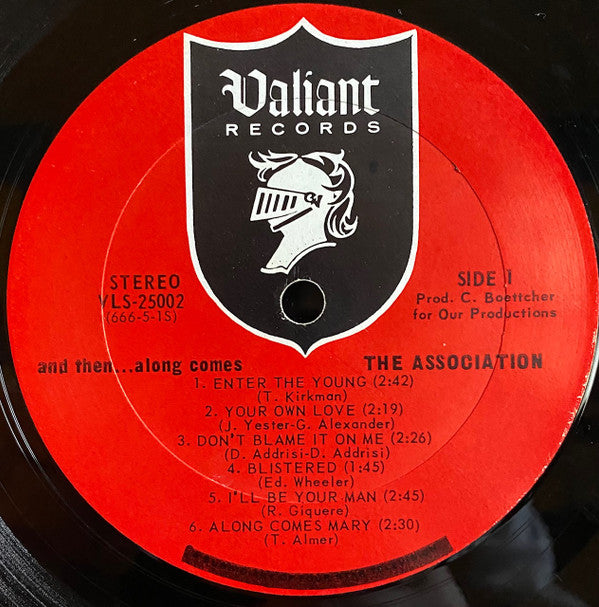 Valiant
RECORDS
STEREO
VLS-25002
(666-5-1S)
SIDE 1
Prod. C. Boettcher
for Our Productions
and then...along comes THE ASSOCIATION
1. ENTER THE YOUNG (2:42)
(T. Kirkman)
2. YOUR OWN LOVE (2:19)
(J. Yester-G. Alexander)
3. DON'T BLAME IT ON ME (2:26)
(D. Addrisi-D. Addrisi)
4. BLISTERED (1:45)
(Ed. Wheeler)
5. I'LL BE YOUR MAN (2:45)
(R. Giquere)
6. ALONG COMES MARY (2:30)
(T. Almer)